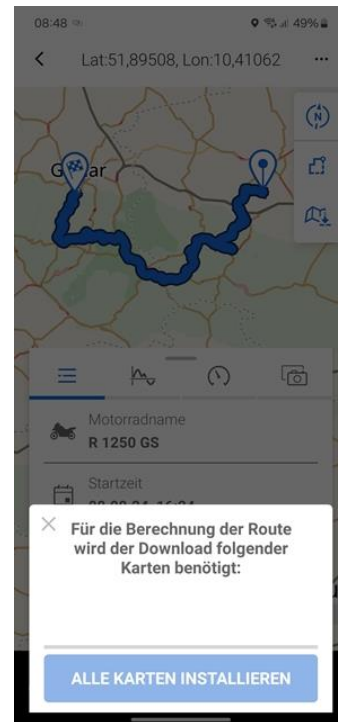 08:48
49%
Lat:51,89508, Lon:10,41062
N
Motorradname
R 1250 GS
Startzeit
Für die Berechnung der Route
wird der Download folgender
Karten benötigt:
ALLE KARTEN INSTALLIEREN